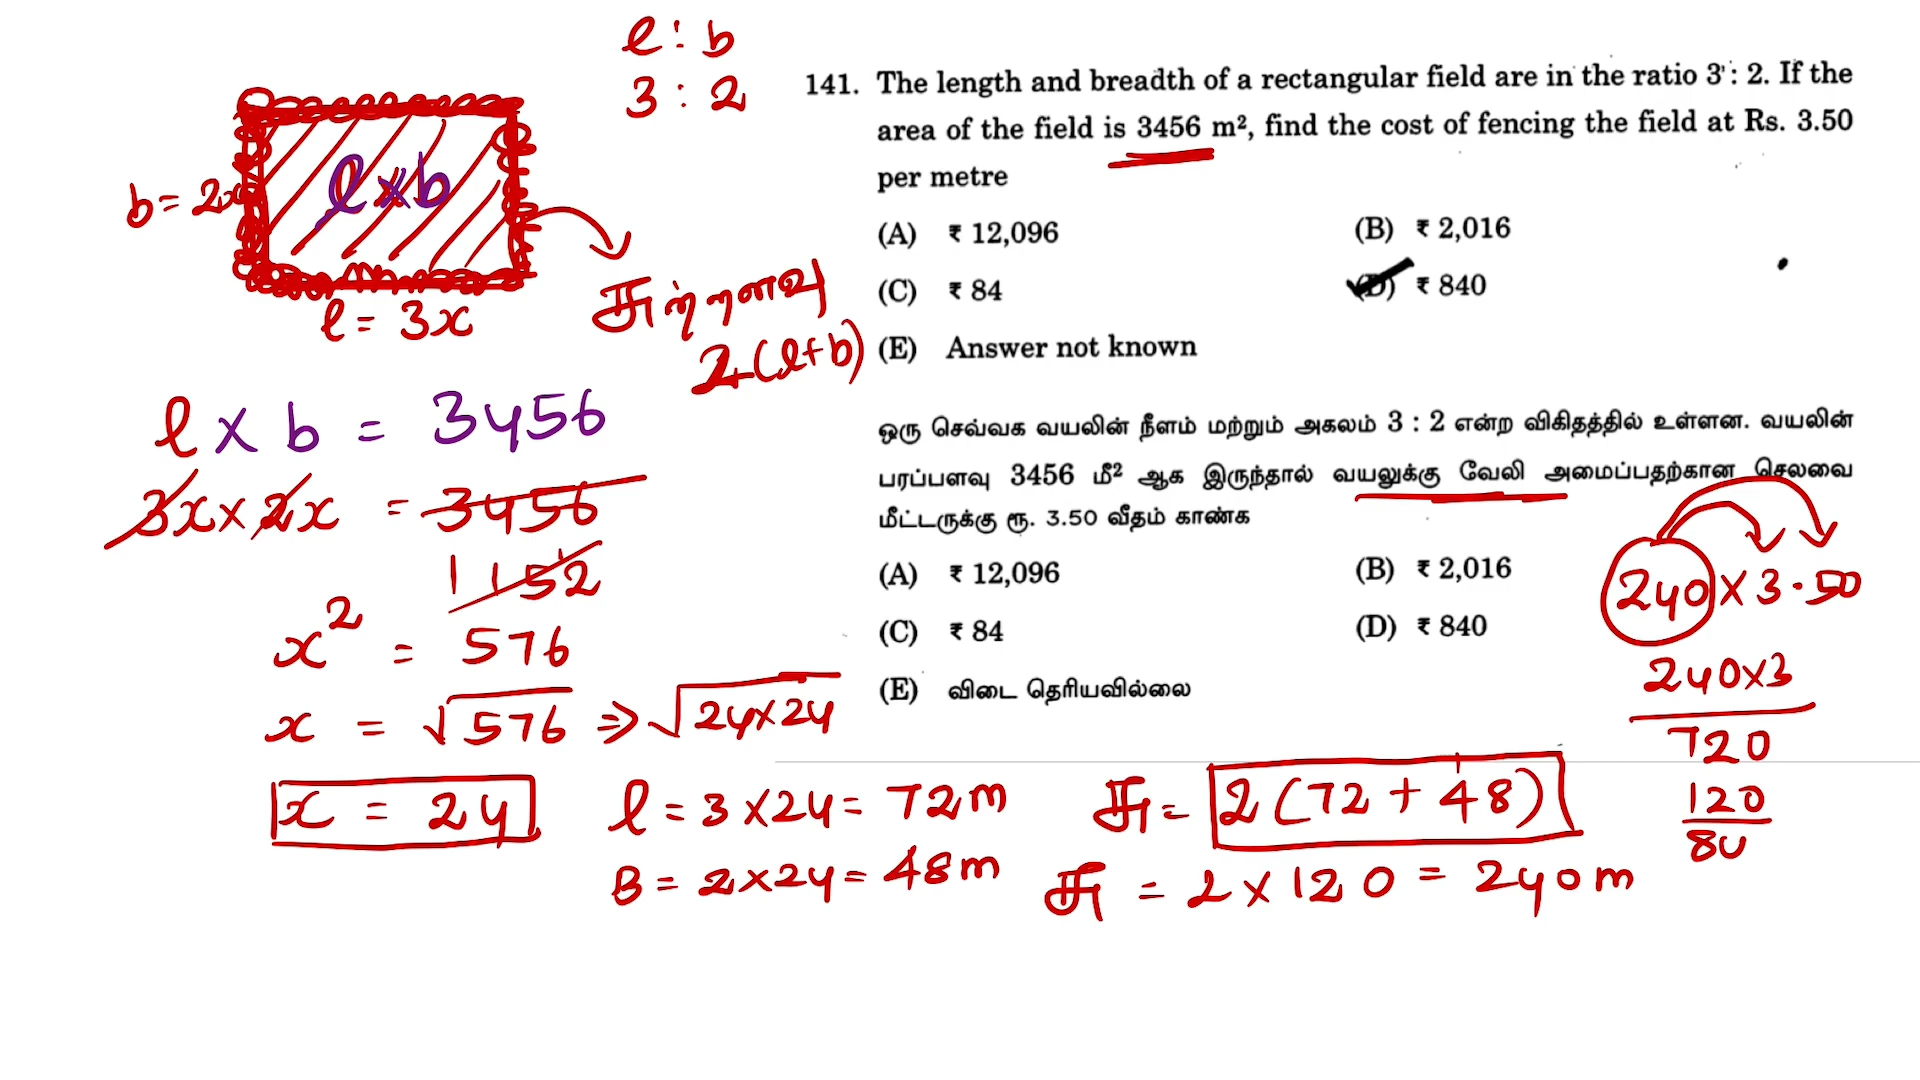 l : b
3 : 2
b = 2x
l x b
l = 3x
சுற்றளவு
2(l+b)
l x b = 3456
3x x 2x = 3456
1152
x² = 576
x = √576 ⇒ √24x24
x = 24
l = 3 x 24 = 72m
B = 2 x 24 = 48m
141. The length and breadth of a rectangular field are in the ratio 3 : 2. If the
area of the field is 3456 m², find the cost of fencing the field at Rs. 3.50
per metre
(A) ₹ 12,096
(B) ₹ 2,016
(C) ₹ 84
(D) ₹ 840
(E) Answer not known
ஒரு செவ்வக வயலின் நீளம் மற்றும் அகலம் 3 : 2 என்ற விகிதத்தில் உள்ளன. வயலின்
பரப்பளவு 3456 மீ² ஆக இருந்தால் வயலுக்கு வேலி அமைப்பதற்கான செலவை
மீட்டருக்கு ரூ. 3.50 வீதம் காண்க
(A) ₹ 12,096
(B) ₹ 2,016
(C) ₹ 84
(D) ₹ 840
(E) விடை தெரியவில்லை
240 x 3.50
240x3
720
120
சு = 2(72 + 48)
சு = 2 x 120 = 240m